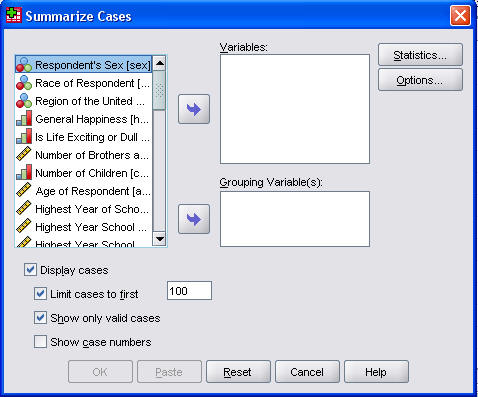 Summarize Cases
Variables:
Statistics...
Options...
Respondent's Sex [sex]
Race of Respondent [...
Region of the United ...
General Happiness [h...
Is Life Exciting or Dull ...
Number of Brothers a...
Number of Children [c...
Age of Respondent [a...
Highest Year of Scho...
Highest Year School ...
Highest Year School ...
Grouping Variable(s):
Display cases
Limit cases to first
100
Show only valid cases
Show case numbers
OK
Paste
Reset
Cancel
Help